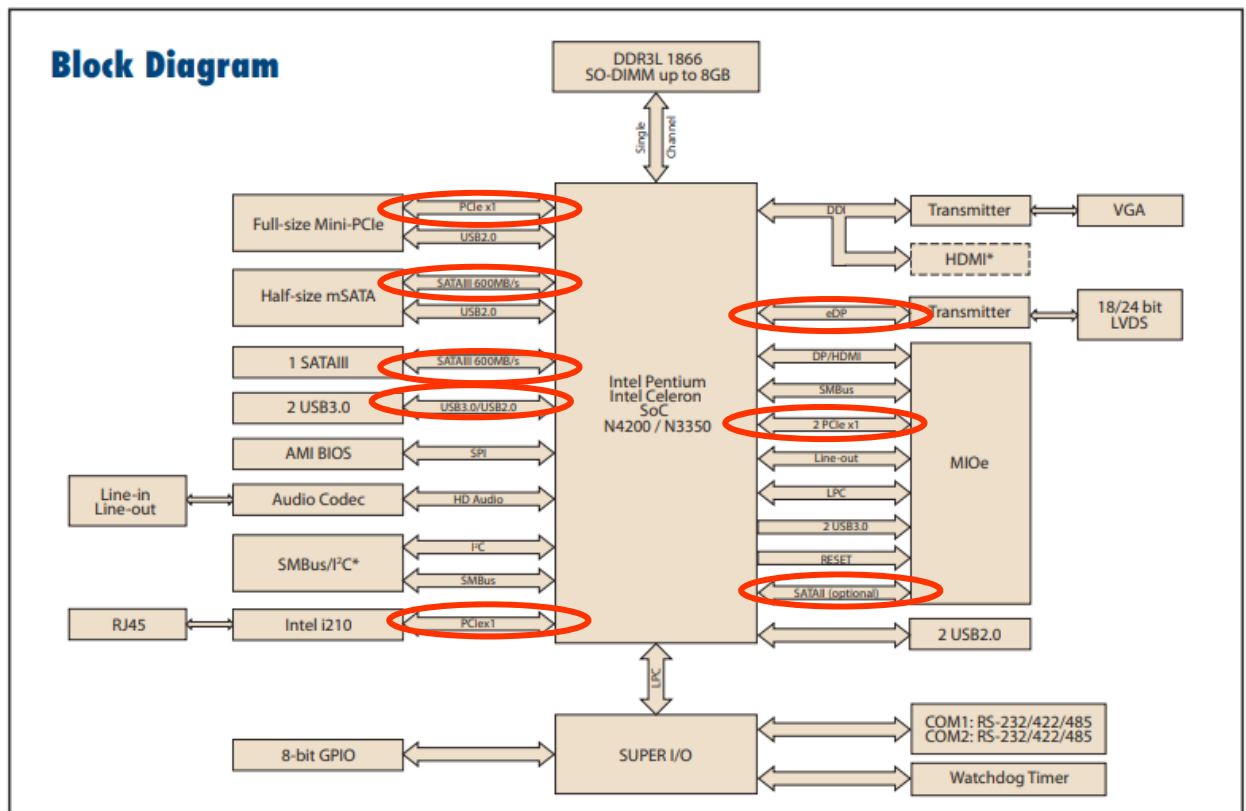 Block Diagram
DDR3L 1866
SO-DIMM up to 8GB
Single
Channel
Full-size Mini-PCIe
PCIe x1
USB2.0
Half-size mSATA
SATAIII 600MB/s
USB2.0
1 SATAIII
SATAIII 600MB/s
2 USB3.0
USB3.0/USB2.0
AMI BIOS
SPI
Line-in
Line-out
Audio Codec
HD Audio
SMBus/I²C*
I²C
SMBus
RJ45
Intel i210
PCIex1
Intel Pentium
Intel Celeron
SoC
N4200 / N3350
DDI
Transmitter
VGA
HDMI*
eDP
Transmitter
18/24 bit
LVDS
DP/HDMI
SMBus
2 PCIe x1
Line-out
LPC
2 USB3.0
RESET
SATAII (optional)
MIOe
2 USB2.0
LPC
8-bit GPIO
SUPER I/O
COM1: RS-232/422/485
COM2: RS-232/422/485
Watchdog Timer